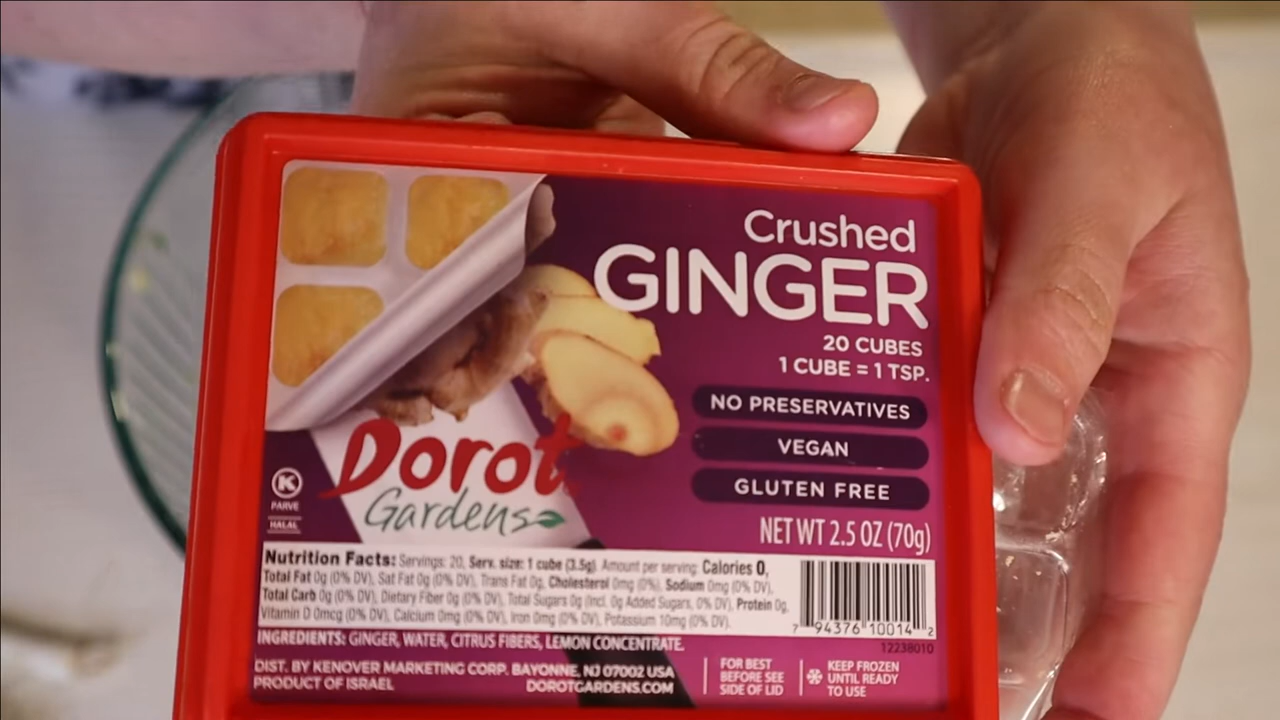 Crushed
GINGER
20 CUBES
1 CUBE = 1 TSP.
NO PRESERVATIVES
VEGAN
GLUTEN FREE
NET WT 2.5 OZ (70g)
Dorot
Gardens
K
PARVE
HALAL
Nutrition Facts: Servings: 20, Serv. size: 1 cube (3.5g), Amount per serving: Calories 0,
Total Fat 0g (0% DV), Sat Fat 0g (0% DV), Trans Fat 0g, Cholesterol 0mg (0%), Sodium 0mg (0% DV),
Total Carb 0g (0% DV), Dietary Fiber 0g (0% DV), Total Sugars 0g (Incl. 0g Added Sugars, 0% DV), Protein 0g,
Vitamin D 0mcg (0% DV), Calcium 0mg (0% DV), Iron 0mg (0% DV), Potassium 10mg (0% DV).
7 94376 10014 2
12238010
INGREDIENTS: GINGER, WATER, CITRUS FIBERS, LEMON CONCENTRATE.
DIST. BY KENOVER MARKETING CORP. BAYONNE, NJ 07002 USA
PRODUCT OF ISRAEL DOROTGARDENS.COM
FOR BEST
BEFORE SEE
SIDE OF LID
KEEP FROZEN
UNTIL READY
TO USE